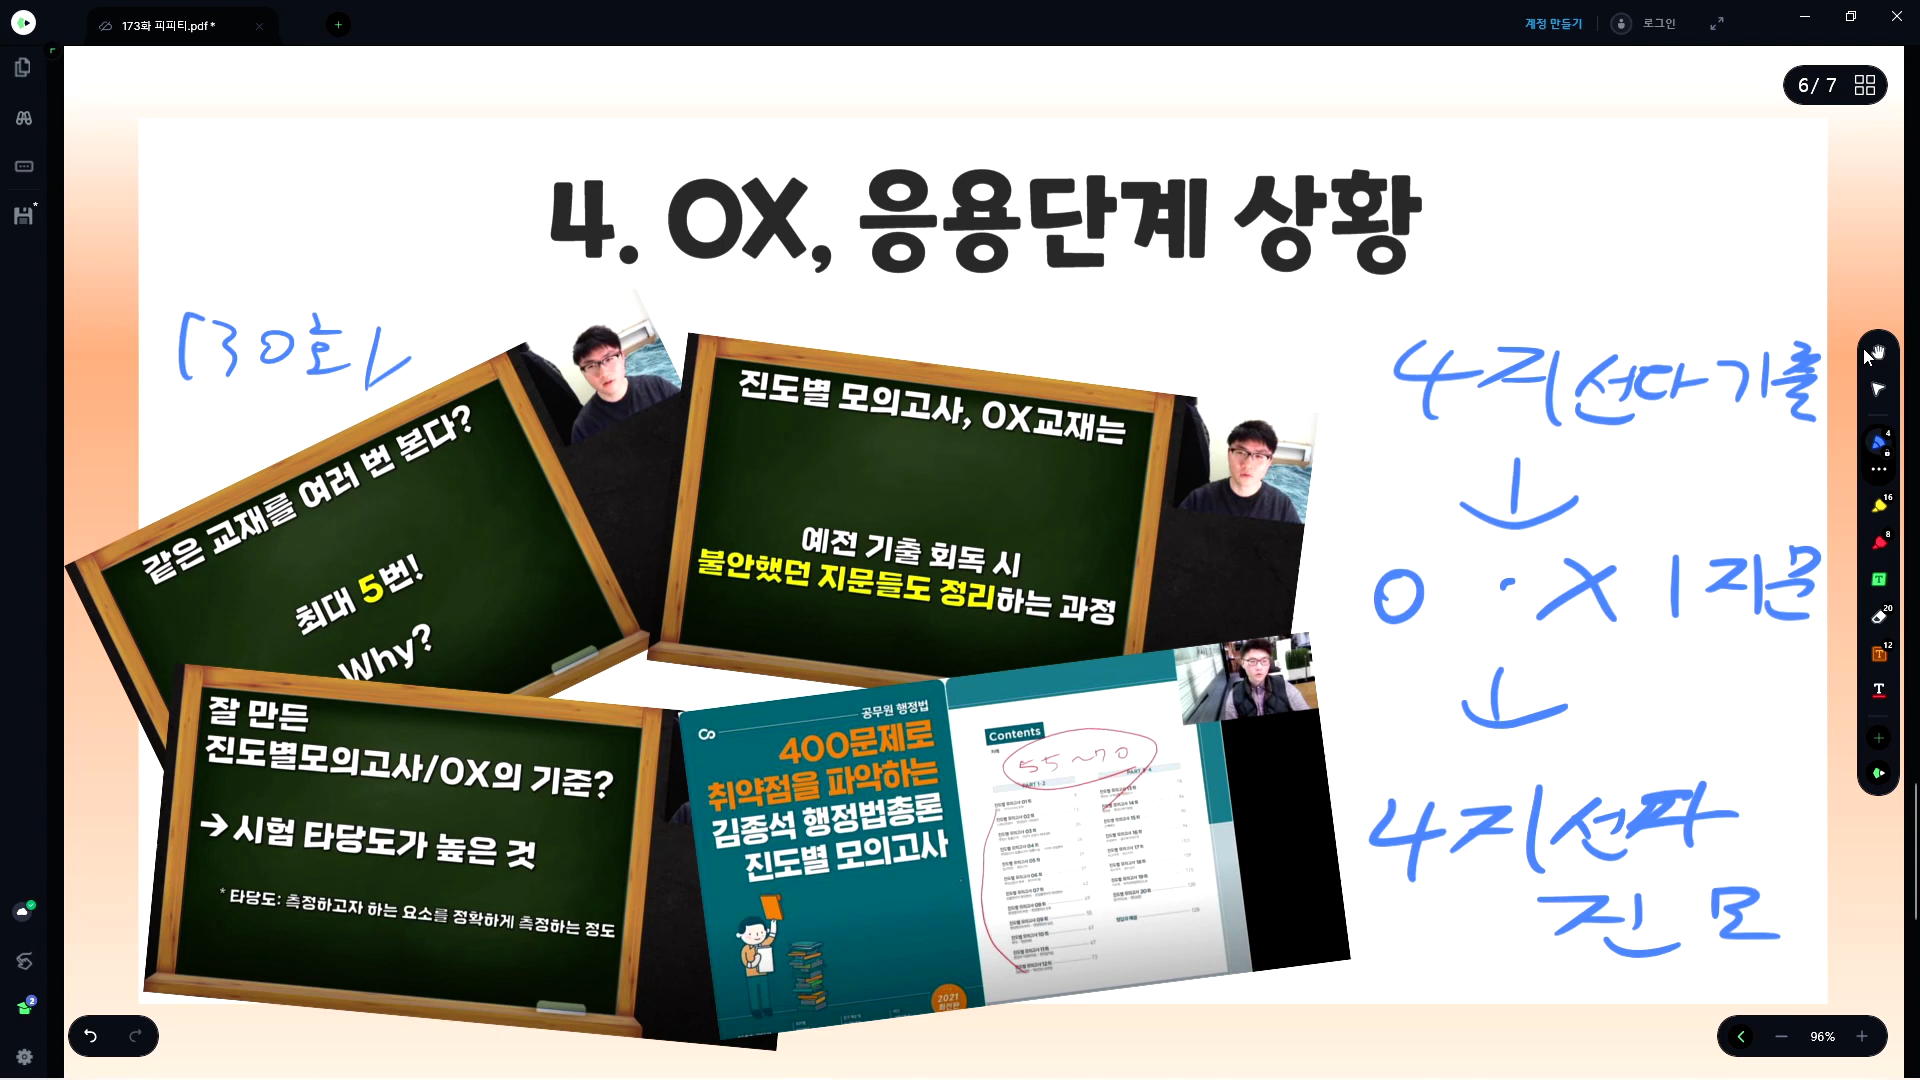 173화 피피티.pdf*
계정 만들기
로그인
6/ 7
4. OX, 응용단계 상황
같은 교재를 여러 번 본다?
최대 5번!
Why?
진도별 모의고사, OX교재는
예전 기출 회독 시
불안했던 지문들도 정리하는 과정
잘 만든
진도별모의고사/OX의 기준?
→ 시험 타당도가 높은 것
* 타당도: 측정하고자 하는 요소를 정확하게 측정하는 정도
공무원 행정법
400문제로
취약점을 파악하는
김종석 행정법총론
진도별 모의고사
2021
Contents
55~70
4지선다 기출
O · X 1지문
4지선다
진모
4
16
8
20
12
2
96%